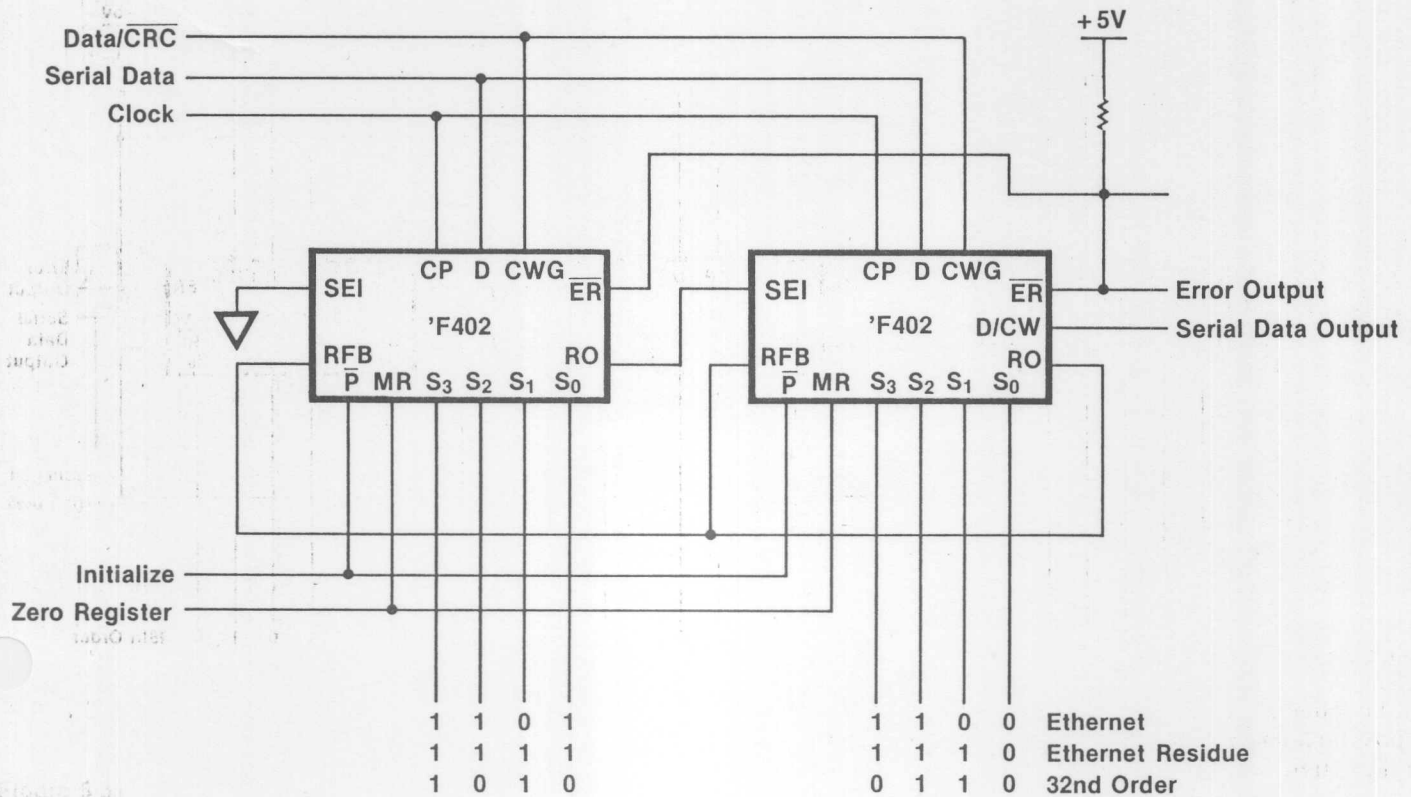 +5V
Data/CRC
Serial Data
Clock
CP D CWG
SEI
ER
'F402
RFB
RO
P MR S3 S2 S1 S0
CP D CWG
SEI
ER
'F402
D/CW
RFB
RO
P MR S3 S2 S1 S0
Error Output
Serial Data Output
Initialize
Zero Register
1 1 0 1 1 1 0 0 Ethernet
1 1 1 1 1 1 1 0 Ethernet Residue
1 0 1 0 0 1 1 0 32nd Order